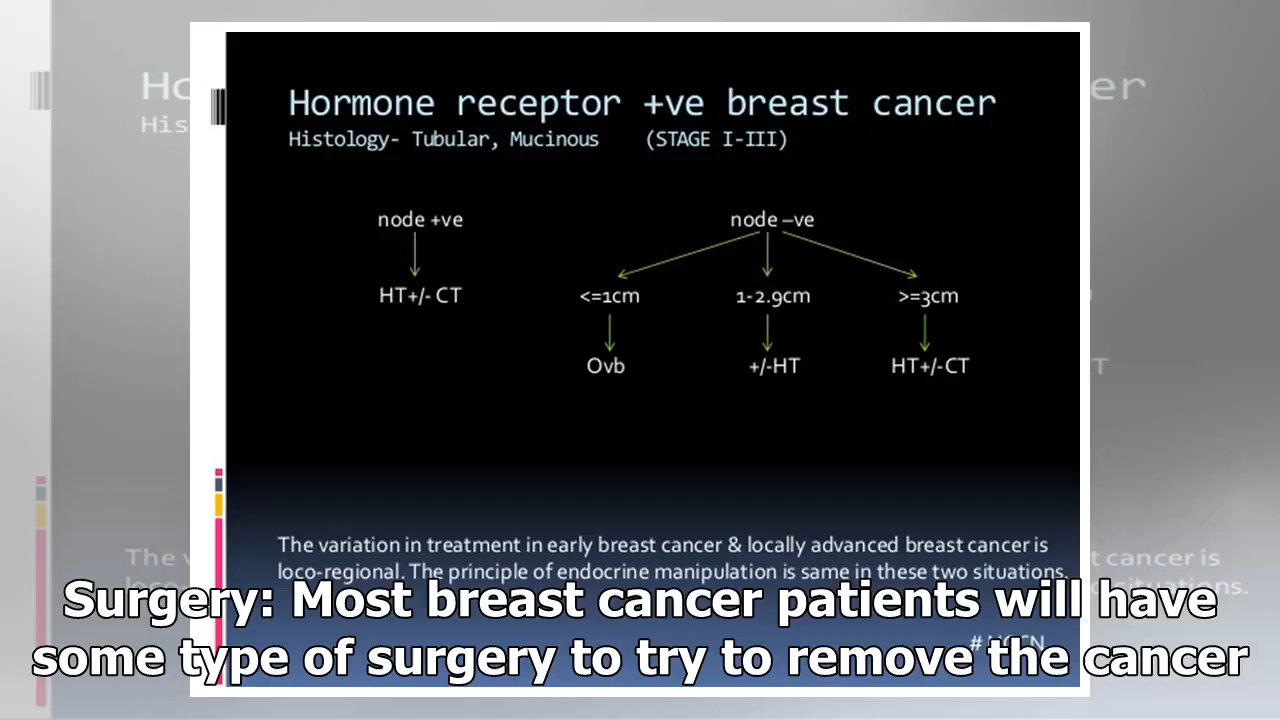 Hormone receptor +ve breast cancer
Histology- Tubular, Mucinous (STAGE I-III)
node +ve node –ve
HT+/- CT <=1cm 1-2.9cm >=3cm
Ovb +/-HT HT+/-CT
The variation in treatment in early breast cancer & locally advanced breast cancer is
loco-regional. The principle of endocrine manipulation is same in these two situations.
Surgery: Most breast cancer patients will have
some type of surgery to try to remove the cancer